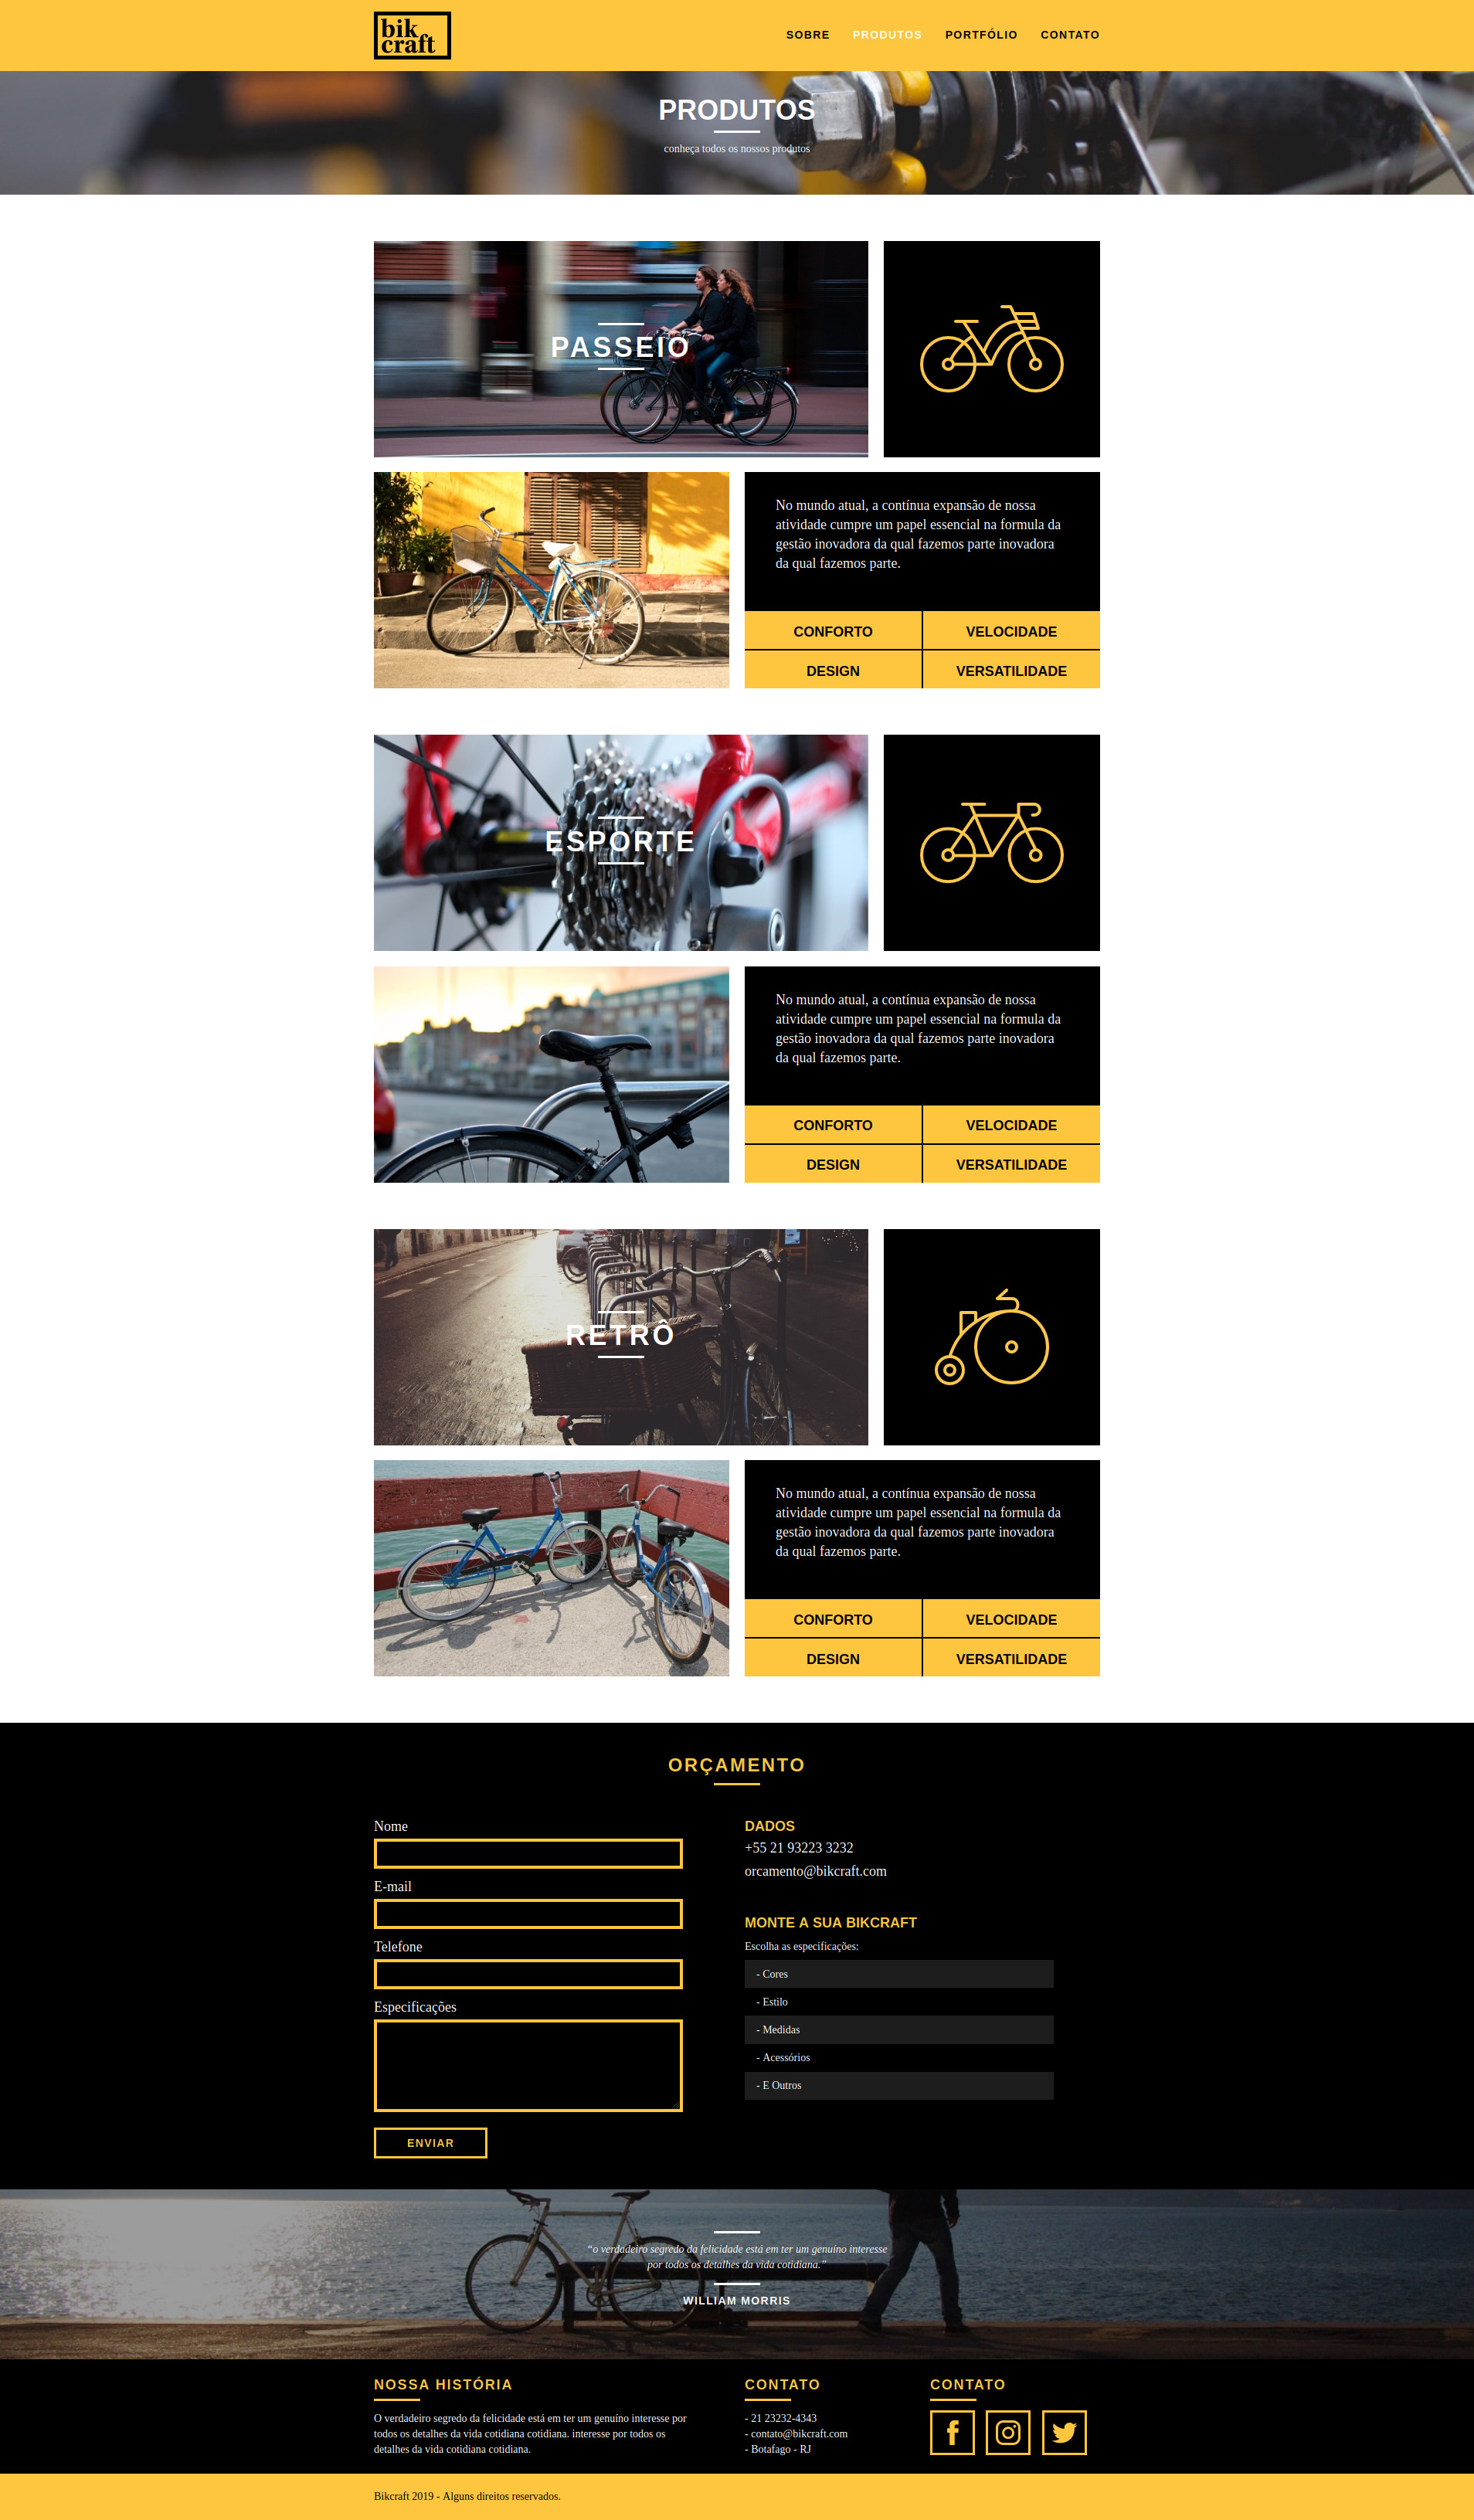 bik
craft
SOBRE PRODUTOS PORTFÓLIO CONTATO
PRODUTOS
conheça todos os nossos produtos
PASSEIO
No mundo atual, a contínua expansão de nossa
atividade cumpre um papel essencial na formula da
gestão inovadora da qual fazemos parte inovadora
da qual fazemos parte.
CONFORTO VELOCIDADE
DESIGN VERSATILIDADE
ESPORTE
No mundo atual, a contínua expansão de nossa
atividade cumpre um papel essencial na formula da
gestão inovadora da qual fazemos parte inovadora
da qual fazemos parte.
CONFORTO VELOCIDADE
DESIGN VERSATILIDADE
RETRÔ
No mundo atual, a contínua expansão de nossa
atividade cumpre um papel essencial na formula da
gestão inovadora da qual fazemos parte inovadora
da qual fazemos parte.
CONFORTO VELOCIDADE
DESIGN VERSATILIDADE
ORÇAMENTO
Nome
E-mail
Telefone
Especificações
ENVIAR
DADOS
+55 21 93223 3232
orcamento@bikcraft.com
MONTE A SUA BIKCRAFT
Escolha as especificações:
- Cores
- Estilo
- Medidas
- Acessórios
- E Outros
“o verdadeiro segredo da felicidade está em ter um genuíno interesse
por todos os detalhes da vida cotidiana.”
WILLIAM MORRIS
NOSSA HISTÓRIA
O verdadeiro segredo da felicidade está em ter um genuíno interesse por
todos os detalhes da vida cotidiana cotidiana. interesse por todos os
detalhes da vida cotidiana cotidiana.
CONTATO
- 21 23232-4343
- contato@bikcraft.com
- Botafago - RJ
CONTATO
Bikcraft 2019 - Alguns direitos reservados.